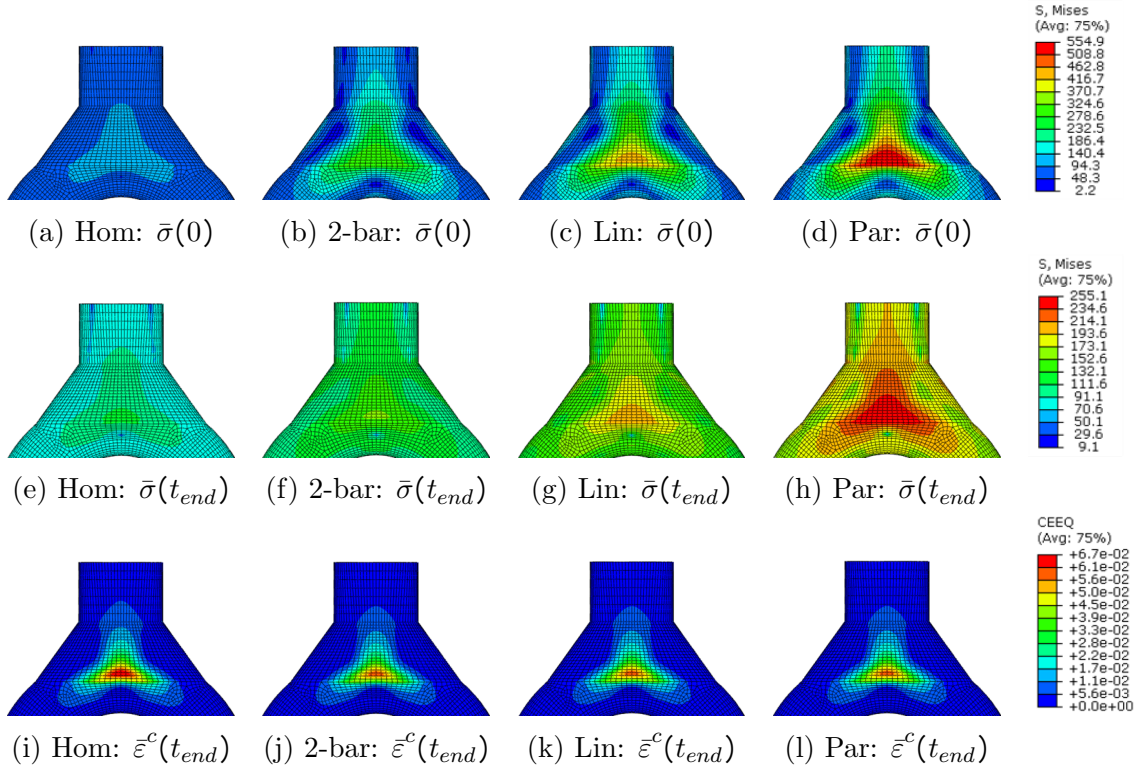 S, Mises
(Avg: 75%)
554.9
508.8
462.8
416.7
370.7
324.6
278.6
232.5
186.4
140.4
94.3
48.3
2.2
(a) Hom: σ̄(0)
(b) 2-bar: σ̄(0)
(c) Lin: σ̄(0)
(d) Par: σ̄(0)
S, Mises
(Avg: 75%)
255.1
234.6
214.1
193.6
173.1
152.6
132.1
111.6
91.1
70.6
50.1
29.6
9.1
(e) Hom: σ̄(t_end)
(f) 2-bar: σ̄(t_end)
(g) Lin: σ̄(t_end)
(h) Par: σ̄(t_end)
CEEQ
(Avg: 75%)
+6.7e-02
+6.1e-02
+5.6e-02
+5.0e-02
+4.5e-02
+3.9e-02
+3.3e-02
+2.8e-02
+2.2e-02
+1.7e-02
+1.1e-02
+5.6e-03
+0.0e+00
(i) Hom: ε̄^c(t_end)
(j) 2-bar: ε̄^c(t_end)
(k) Lin: ε̄^c(t_end)
(l) Par: ε̄^c(t_end)